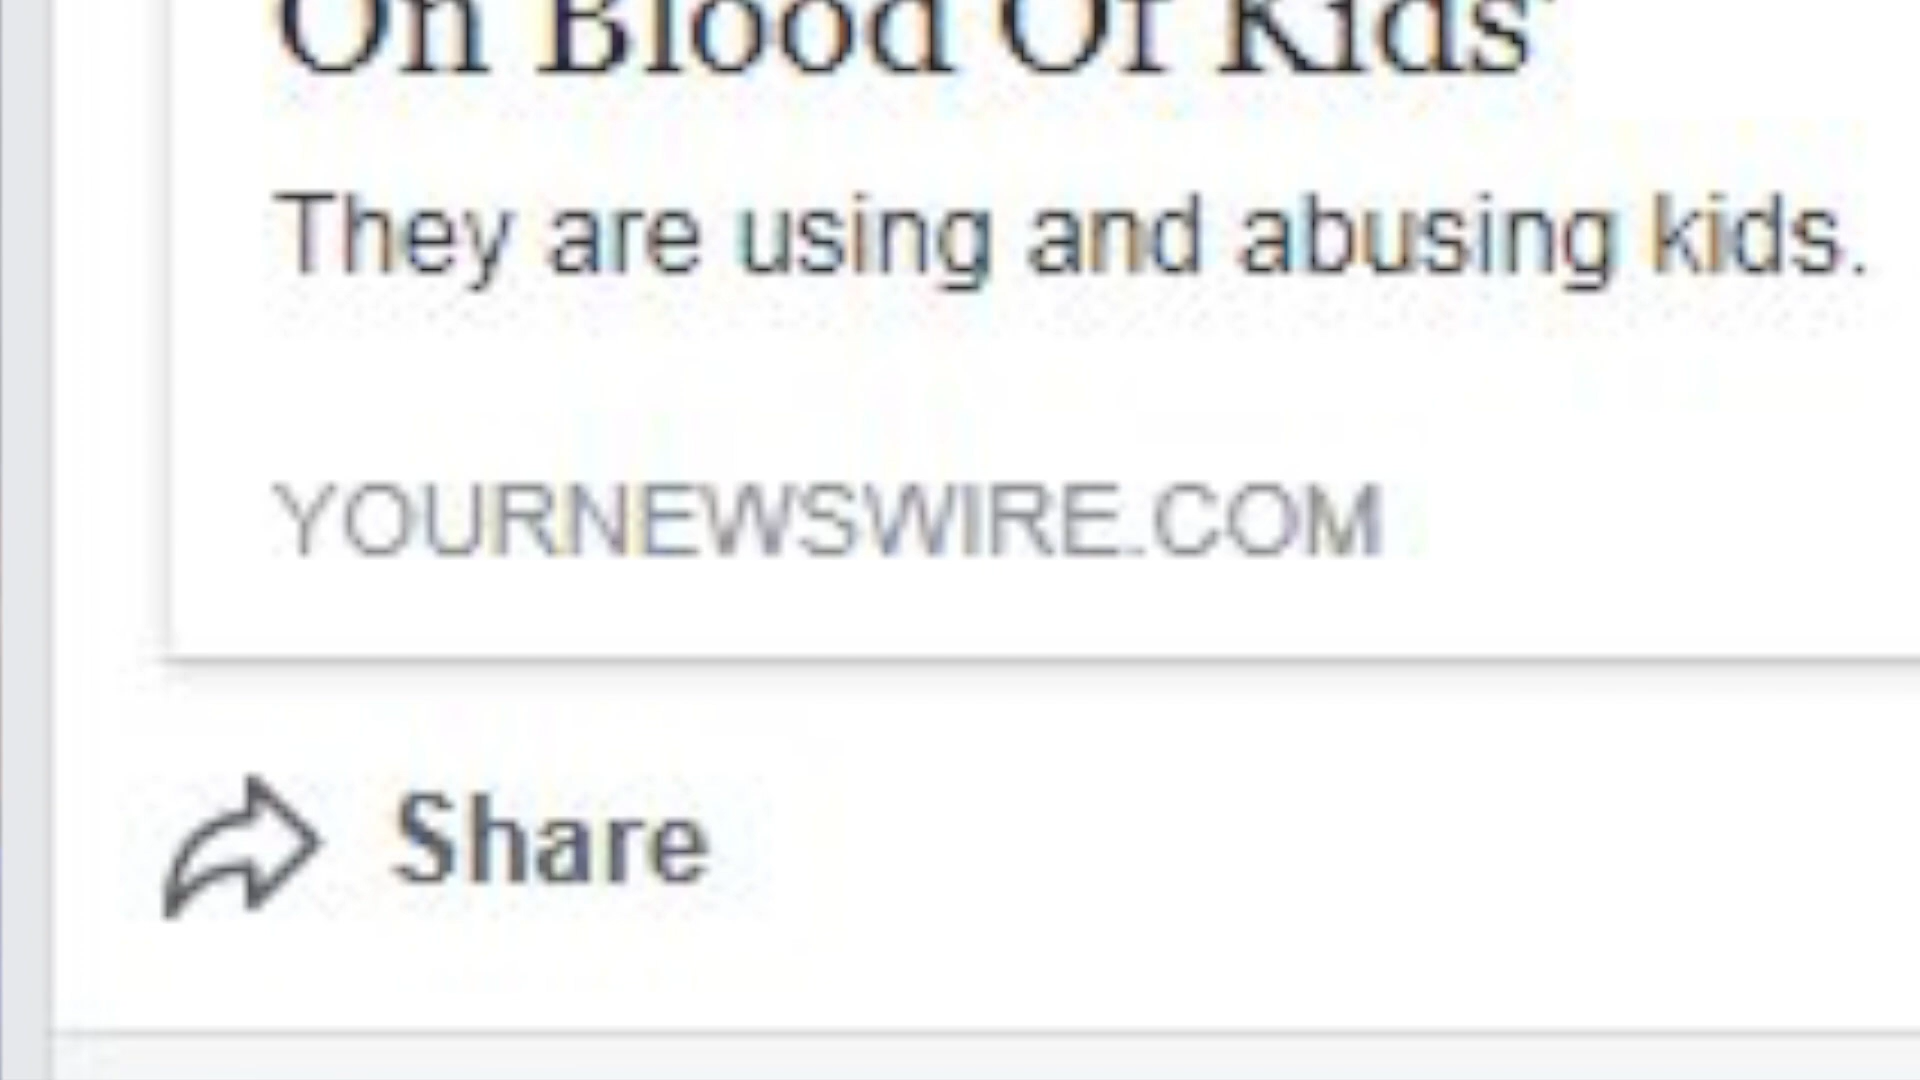 On Blood Of Kids'
They are using and abusing kids.
YOURNEWSWIRE.COM
Share